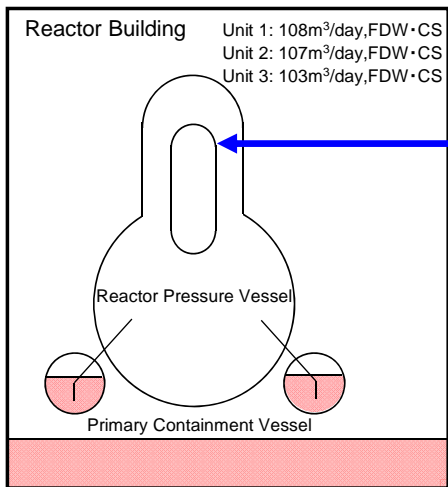 Reactor Building
Unit 1: 108m³/day,FDW・CS
Unit 2: 107m³/day,FDW・CS
Unit 3: 103m³/day,FDW・CS
Reactor Pressure Vessel
Primary Containment Vessel